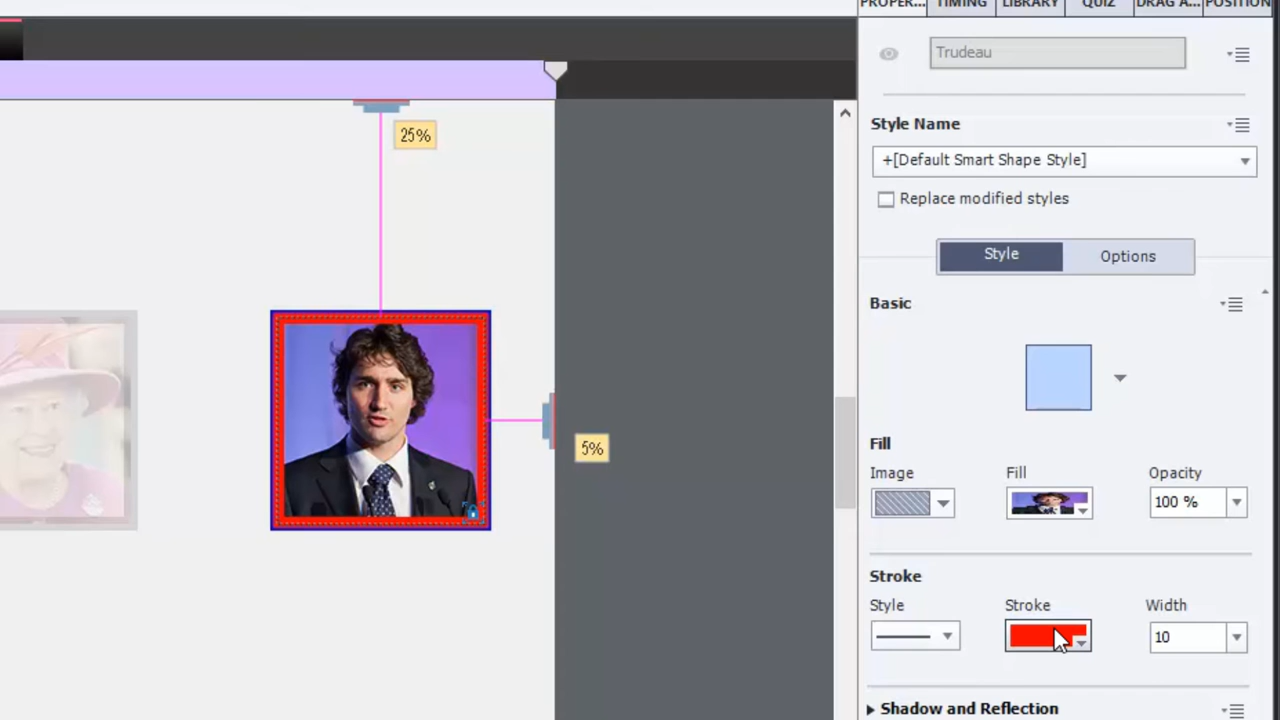 PROPER... TIMING LIBRARY QUIZ DRAG A... POSITION
Trudeau
Style Name
+[Default Smart Shape Style]
Replace modified styles
Style Options
Basic
Fill
Image Fill Opacity
100 %
Stroke
Style Stroke Width
10
Shadow and Reflection
25%
5%